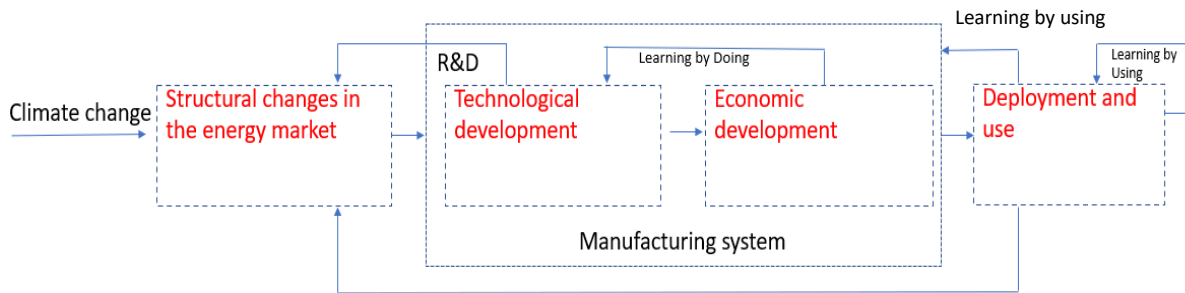 Climate change
Structural changes in
the energy market
R&D
Technological
development
Learning by Doing
Economic
development
Manufacturing system
Learning by using
Deployment and
use
Learning by
Using